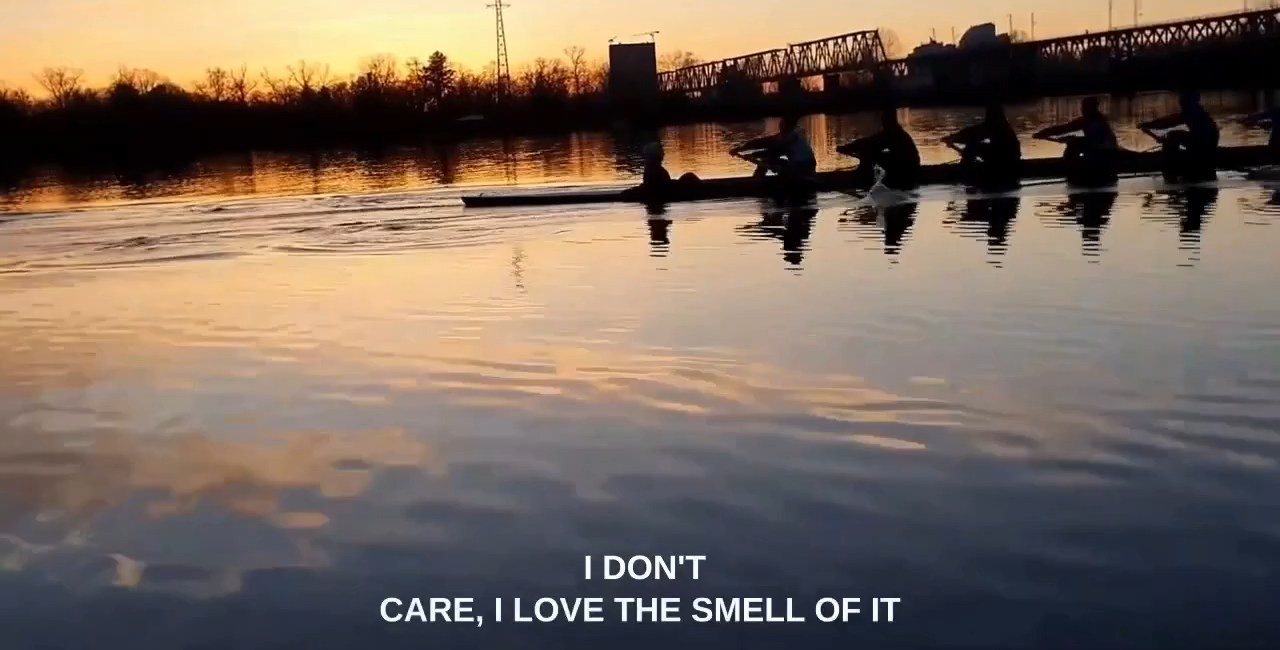 I DON'T
CARE, I LOVE THE SMELL OF IT